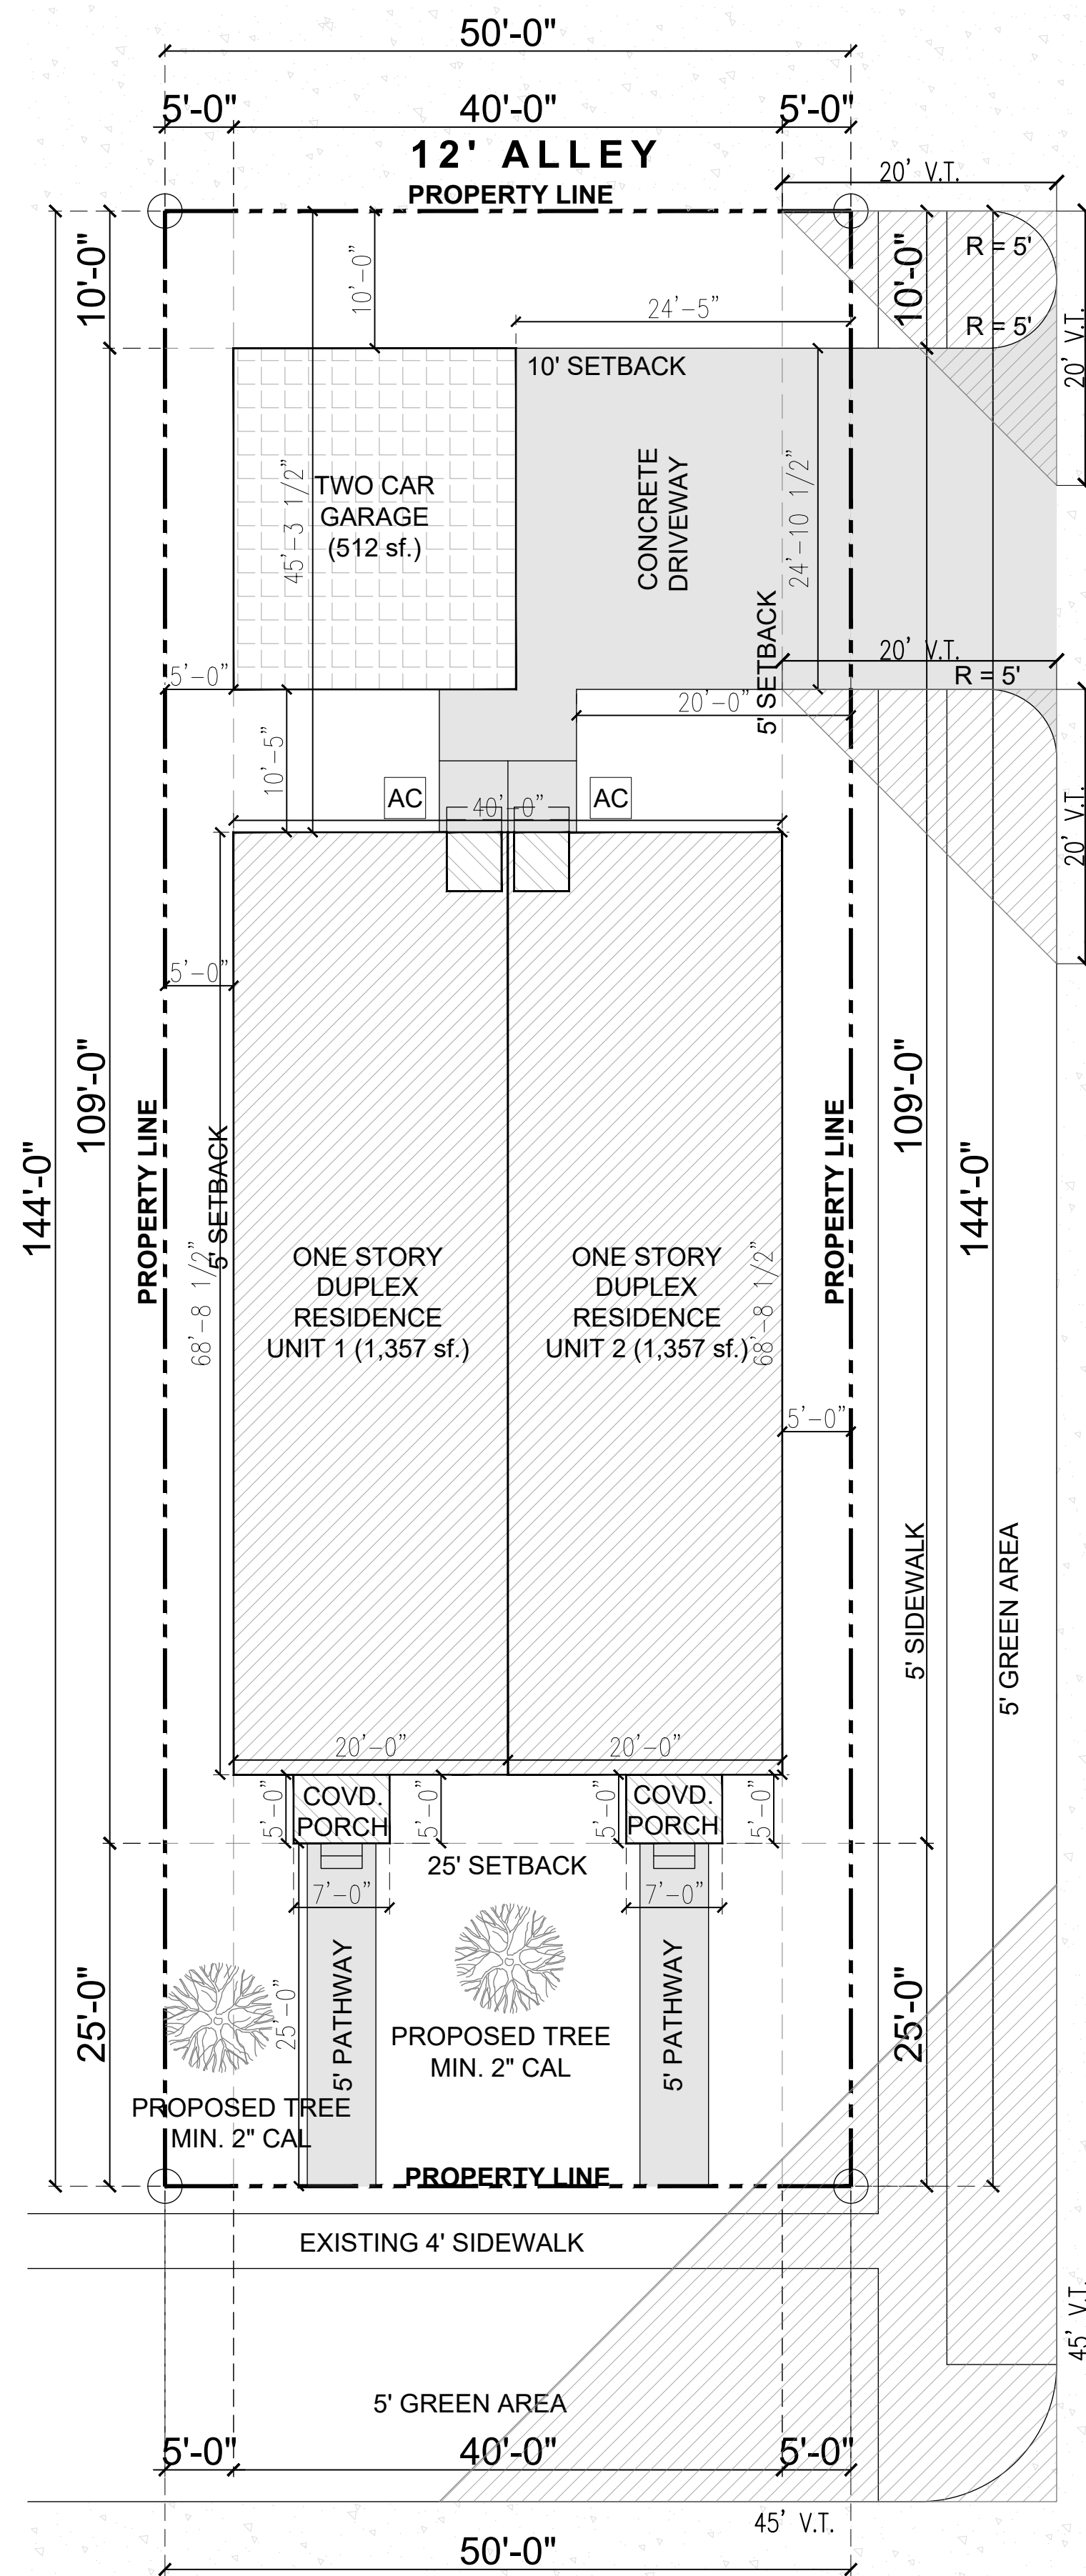 50'-0"
5'-0" 40'-0" 5'-0"
12' ALLEY
PROPERTY LINE
20' V.T.
10'-0"
10'-0"
10'-0"
R = 5'
R = 5'
20' V.T.
24'-5"
10' SETBACK
TWO CAR
GARAGE
(512 sf.)
45'-3 1/2"
CONCRETE
DRIVEWAY
24'-10 1/2"
5' SETBACK
20' V.T.
R = 5'
5'-0"
20'-0"
10'-5"
AC
40'-0"
AC
20' V.T.
5'-0"
109'-0"
109'-0"
144'-0"
144'-0"
PROPERTY LINE
5' SETBACK
68'-8 1/2"
ONE STORY
DUPLEX
RESIDENCE
UNIT 1 (1,357 sf.)
ONE STORY
DUPLEX
RESIDENCE
UNIT 2 (1,357 sf.)
68'-8 1/2"
PROPERTY LINE
5'-0"
5' SIDEWALK
5' GREEN AREA
20'-0"
20'-0"
5'-0"
COVD.
PORCH
5'-0"
5'-0"
COVD.
PORCH
5'-0"
25' SETBACK
7'-0"
7'-0"
25'-0"
25'-0"
5' PATHWAY
5' PATHWAY
25'-0"
PROPOSED TREE
MIN. 2" CAL
PROPOSED TREE
MIN. 2" CAL
PROPERTY LINE
EXISTING 4' SIDEWALK
45' V.T.
5' GREEN AREA
5'-0" 40'-0" 5'-0"
45' V.T.
50'-0"